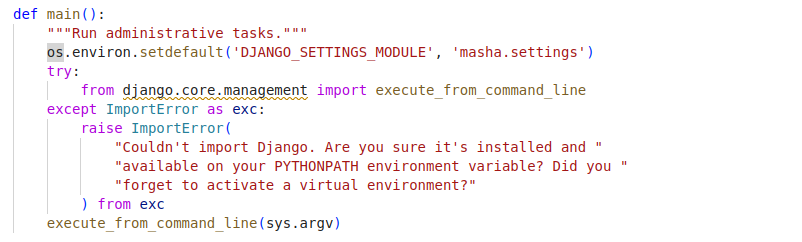 def main():
    """Run administrative tasks."""
    os.environ.setdefault('DJANGO_SETTINGS_MODULE', 'masha.settings')
    try:
        from django.core.management import execute_from_command_line
    except ImportError as exc:
        raise ImportError(
            "Couldn't import Django. Are you sure it's installed and "
            "available on your PYTHONPATH environment variable? Did you "
            "forget to activate a virtual environment?"
        ) from exc
    execute_from_command_line(sys.argv)